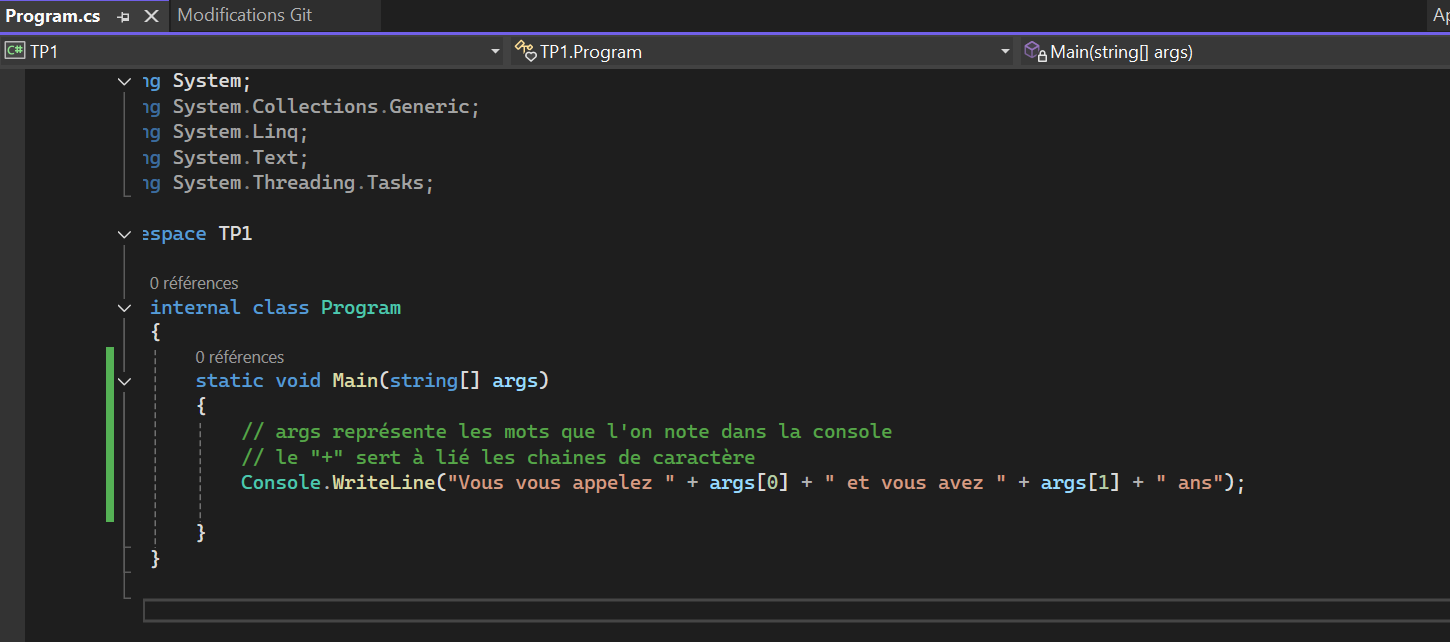 Program.cs
Modifications Git
Ap
C# TP1
TP1.Program
Main(string[] args)
ng System;
ng System.Collections.Generic;
ng System.Linq;
ng System.Text;
ng System.Threading.Tasks;
espace TP1
0 références
internal class Program
{
0 références
static void Main(string[] args)
{
// args représente les mots que l'on note dans la console
// le "+" sert à lié les chaines de caractère
Console.WriteLine("Vous vous appelez " + args[0] + " et vous avez " + args[1] + " ans");
}
}